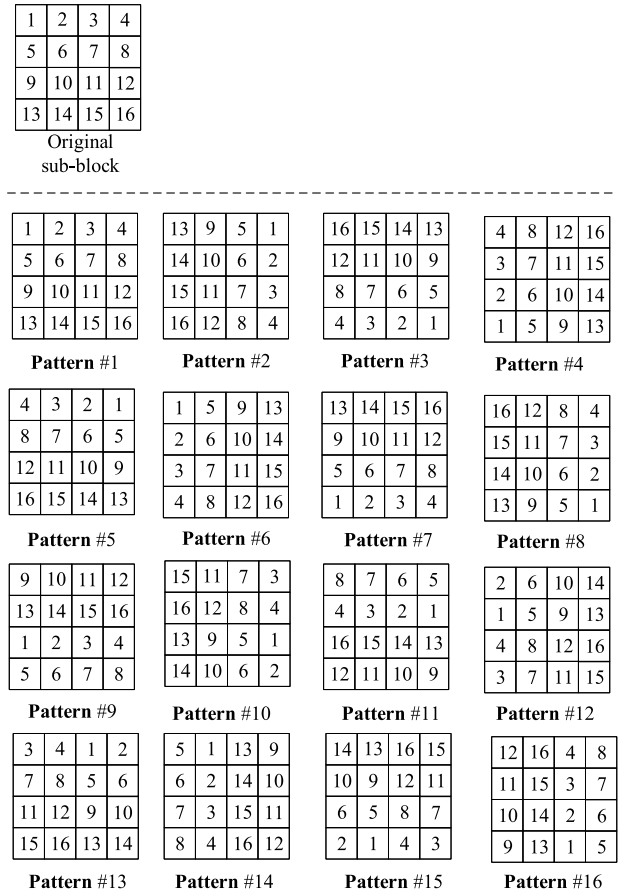 1 2 3 4
5 6 7 8
9 10 11 12
13 14 15 16
Original
sub-block
1 2 3 4
5 6 7 8
9 10 11 12
13 14 15 16
Pattern #1
13 9 5 1
14 10 6 2
15 11 7 3
16 12 8 4
Pattern #2
16 15 14 13
12 11 10 9
8 7 6 5
4 3 2 1
Pattern #3
4 8 12 16
3 7 11 15
2 6 10 14
1 5 9 13
Pattern #4
4 3 2 1
8 7 6 5
12 11 10 9
16 15 14 13
Pattern #5
1 5 9 13
2 6 10 14
3 7 11 15
4 8 12 16
Pattern #6
13 14 15 16
9 10 11 12
5 6 7 8
1 2 3 4
Pattern #7
16 12 8 4
15 11 7 3
14 10 6 2
13 9 5 1
Pattern #8
9 10 11 12
13 14 15 16
1 2 3 4
5 6 7 8
Pattern #9
15 11 7 3
16 12 8 4
13 9 5 1
14 10 6 2
Pattern #10
8 7 6 5
4 3 2 1
16 15 14 13
12 11 10 9
Pattern #11
2 6 10 14
1 5 9 13
4 8 12 16
3 7 11 15
Pattern #12
3 4 1 2
7 8 5 6
11 12 9 10
15 16 13 14
Pattern #13
5 1 13 9
6 2 14 10
7 3 15 11
8 4 16 12
Pattern #14
14 13 16 15
10 9 12 11
6 5 8 7
2 1 4 3
Pattern #15
12 16 4 8
11 15 3 7
10 14 2 6
9 13 1 5
Pattern #16